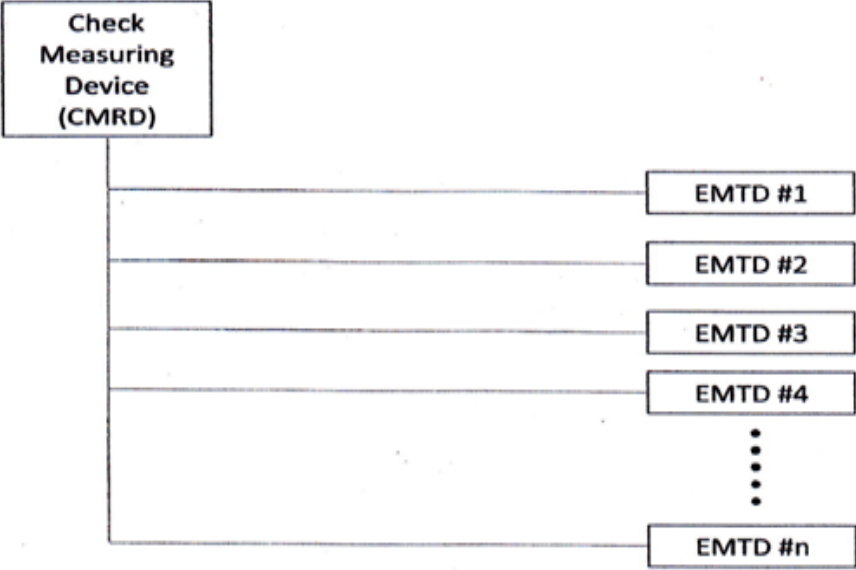 Check
Measuring
Device
(CMRD)
EMTD #1
EMTD #2
EMTD #3
EMTD #4
EMTD #n